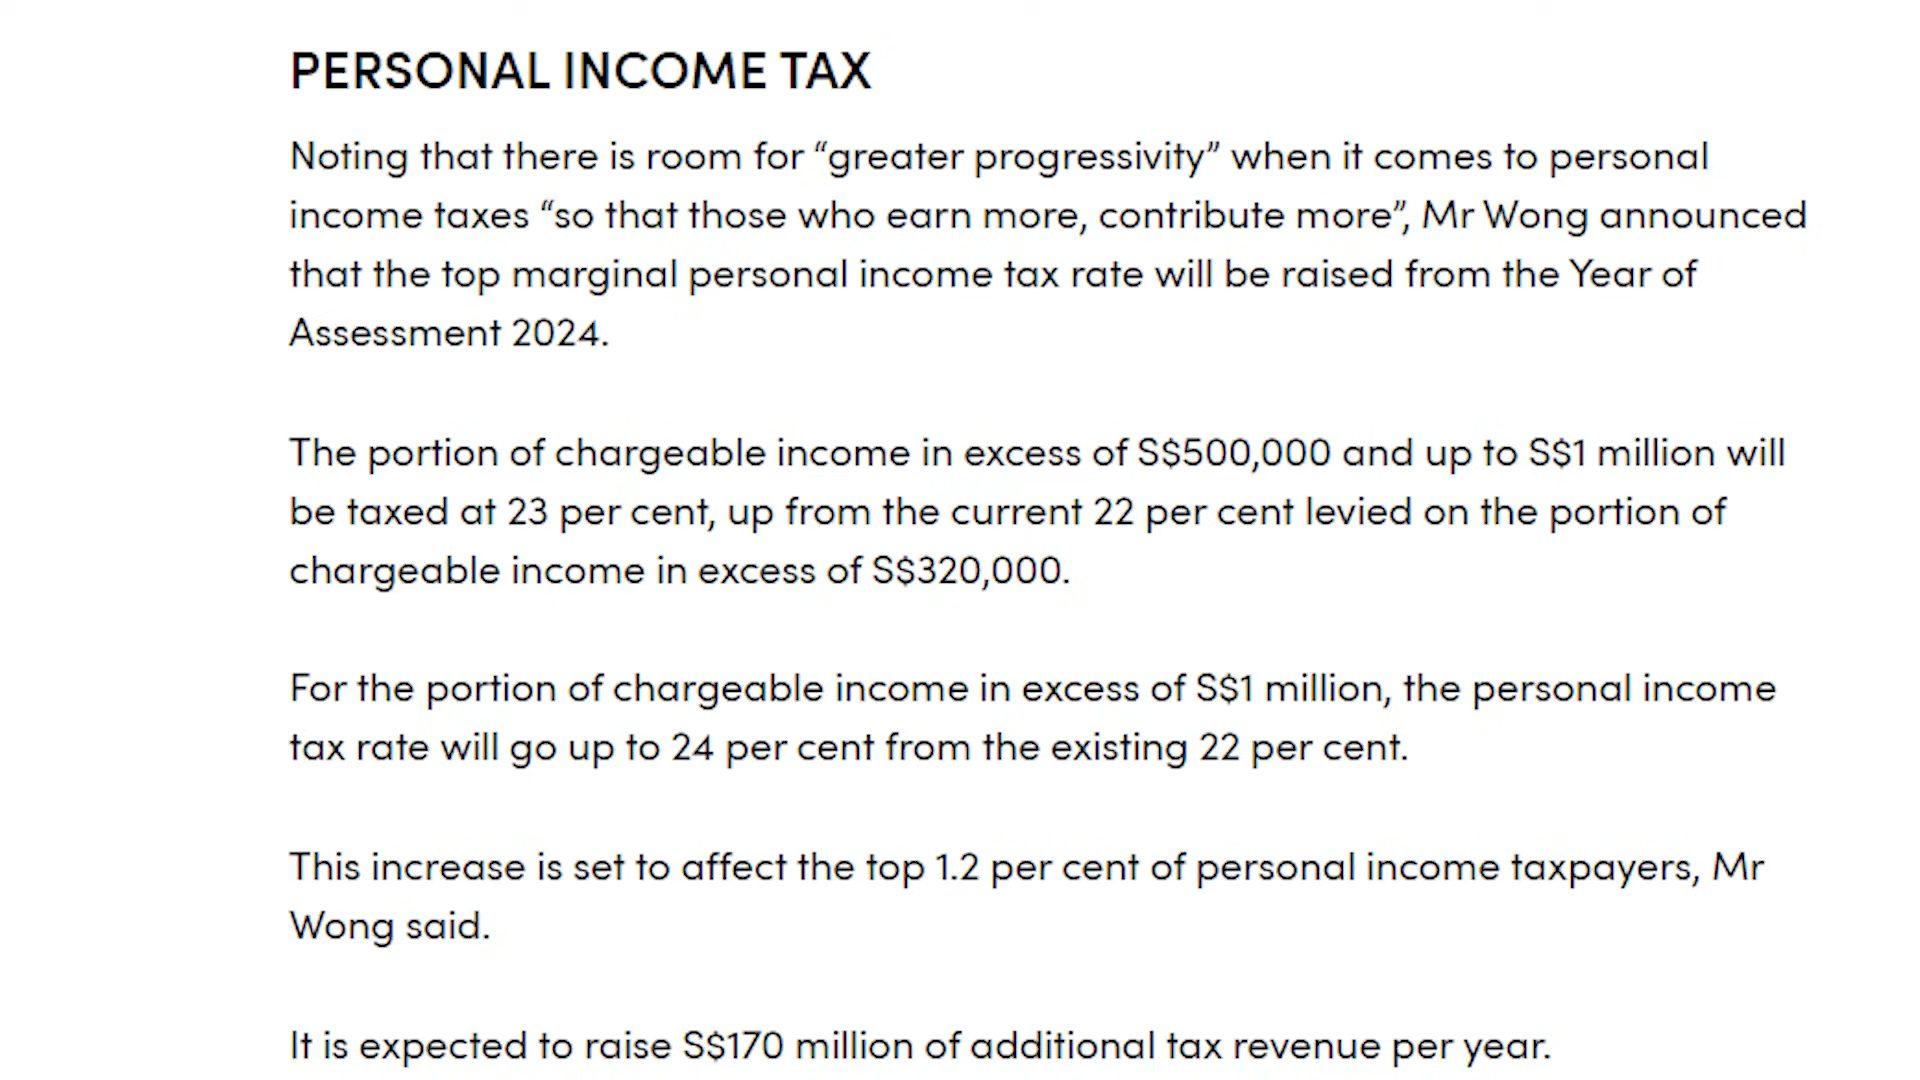 PERSONAL INCOME TAX
Noting that there is room for “greater progressivity” when it comes to personal
income taxes “so that those who earn more, contribute more”, Mr Wong announced
that the top marginal personal income tax rate will be raised from the Year of
Assessment 2024.
The portion of chargeable income in excess of S$500,000 and up to S$1 million will
be taxed at 23 per cent, up from the current 22 per cent levied on the portion of
chargeable income in excess of S$320,000.
For the portion of chargeable income in excess of S$1 million, the personal income
tax rate will go up to 24 per cent from the existing 22 per cent.
This increase is set to affect the top 1.2 per cent of personal income taxpayers, Mr
Wong said.
It is expected to raise S$170 million of additional tax revenue per year.